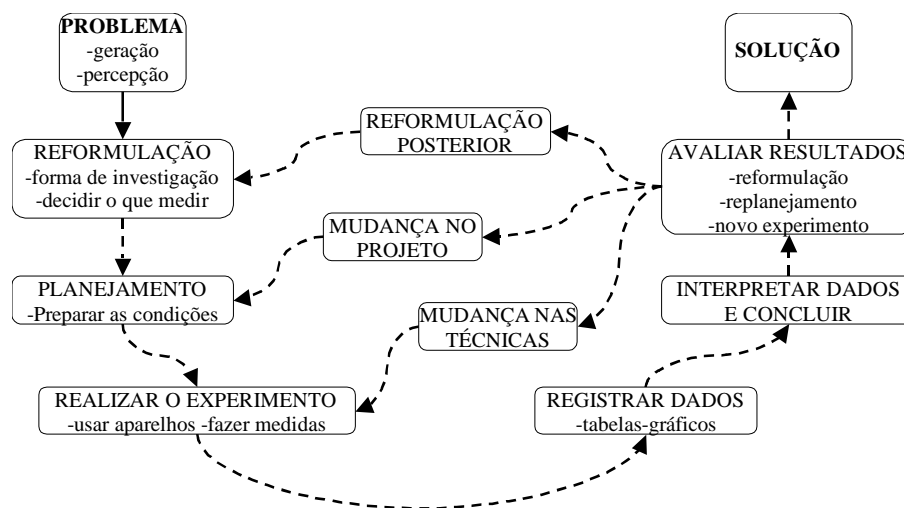 PROBLEMA
-geração
-percepção
SOLUÇÃO
REFORMULAÇÃO
POSTERIOR
REFORMULAÇÃO
-forma de investigação
-decidir o que medir
AVALIAR RESULTADOS
-reformulação
-replanejamento
-novo experimento
MUDANÇA NO
PROJETO
PLANEJAMENTO
-Preparar as condições
INTERPRETAR DADOS
E CONCLUIR
MUDANÇA NAS
TÉCNICAS
REALIZAR O EXPERIMENTO
-usar aparelhos -fazer medidas
REGISTRAR DADOS
-tabelas-gráficos